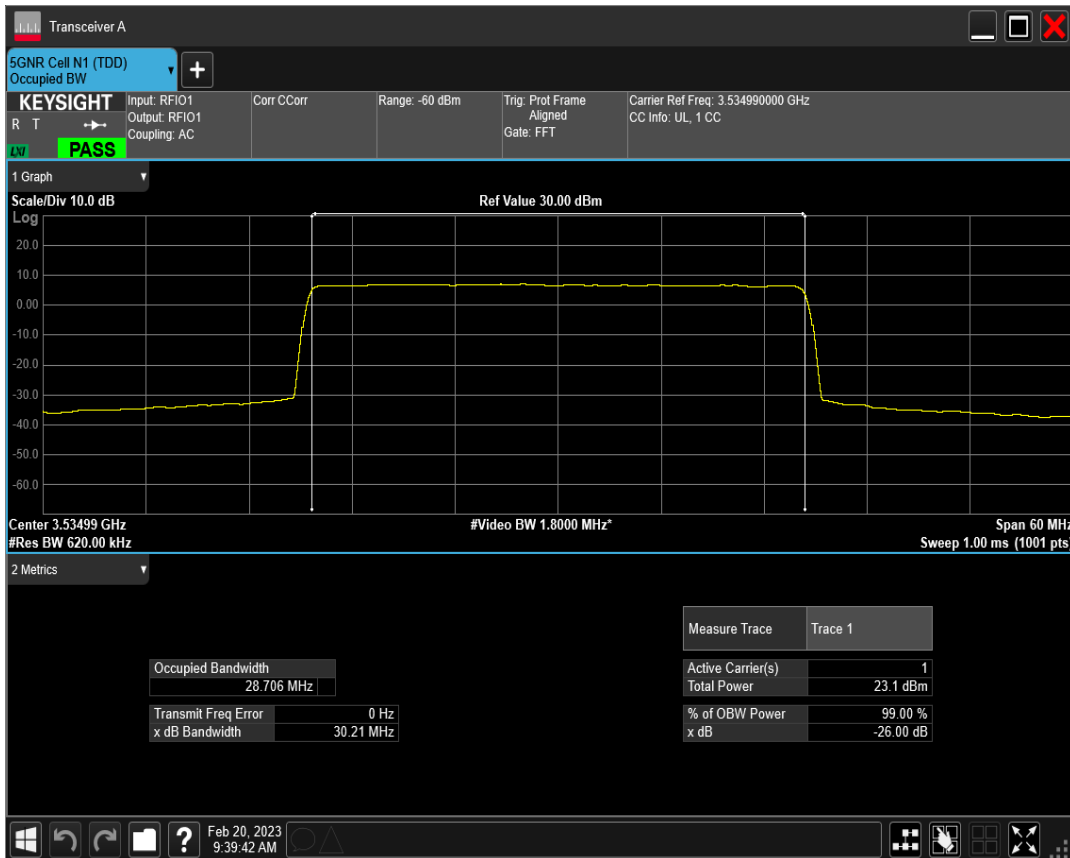 Transceiver A
5GNR Cell N1 (TDD)
Occupied BW
+
KEYSIGHT
R T
LXI
PASS
Input: RFIO1
Output: RFIO1
Coupling: AC
Corr CCorr
Range: -60 dBm
Trig: Prot Frame
Aligned
Gate: FFT
Carrier Ref Freq: 3.534990000 GHz
CC Info: UL, 1 CC
1 Graph
Scale/Div 10.0 dB
Ref Value 30.00 dBm
Log
20.0
10.0
0.00
-10.0
-20.0
-30.0
-40.0
-50.0
-60.0
Center 3.53499 GHz
#Video BW 1.8000 MHz*
Span 60 MHz
#Res BW 620.00 kHz
Sweep 1.00 ms (1001 pts)
2 Metrics
Measure Trace Trace 1
Occupied Bandwidth
28.706 MHz
Transmit Freq Error 0 Hz
x dB Bandwidth 30.21 MHz
Active Carrier(s) 1
Total Power 23.1 dBm
% of OBW Power 99.00 %
x dB -26.00 dB
?
Feb 20, 2023
9:39:42 AM